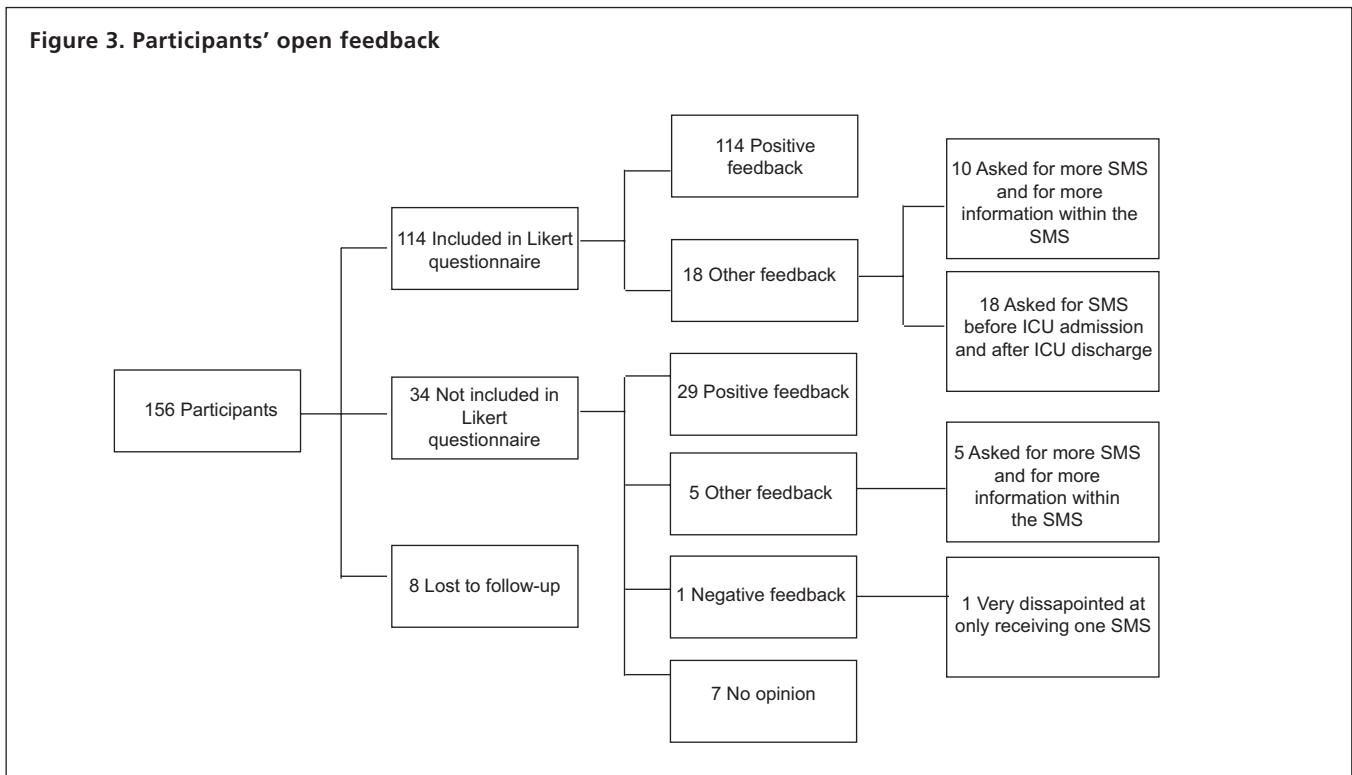 Figure 3. Participants’ open feedback
156 Participants
114 Included in Likert
questionnaire
34 Not included in
Likert
questionnaire
8 Lost to follow-up
114 Positive
feedback
18 Other feedback
29 Positive feedback
5 Other feedback
1 Negative feedback
7 No opinion
10 Asked for more SMS
and for more
information within the
SMS
18 Asked for SMS
before ICU admission
and after ICU discharge
5 Asked for more SMS
and for more
information within
the SMS
1 Very dissapointed at
only receiving one SMS